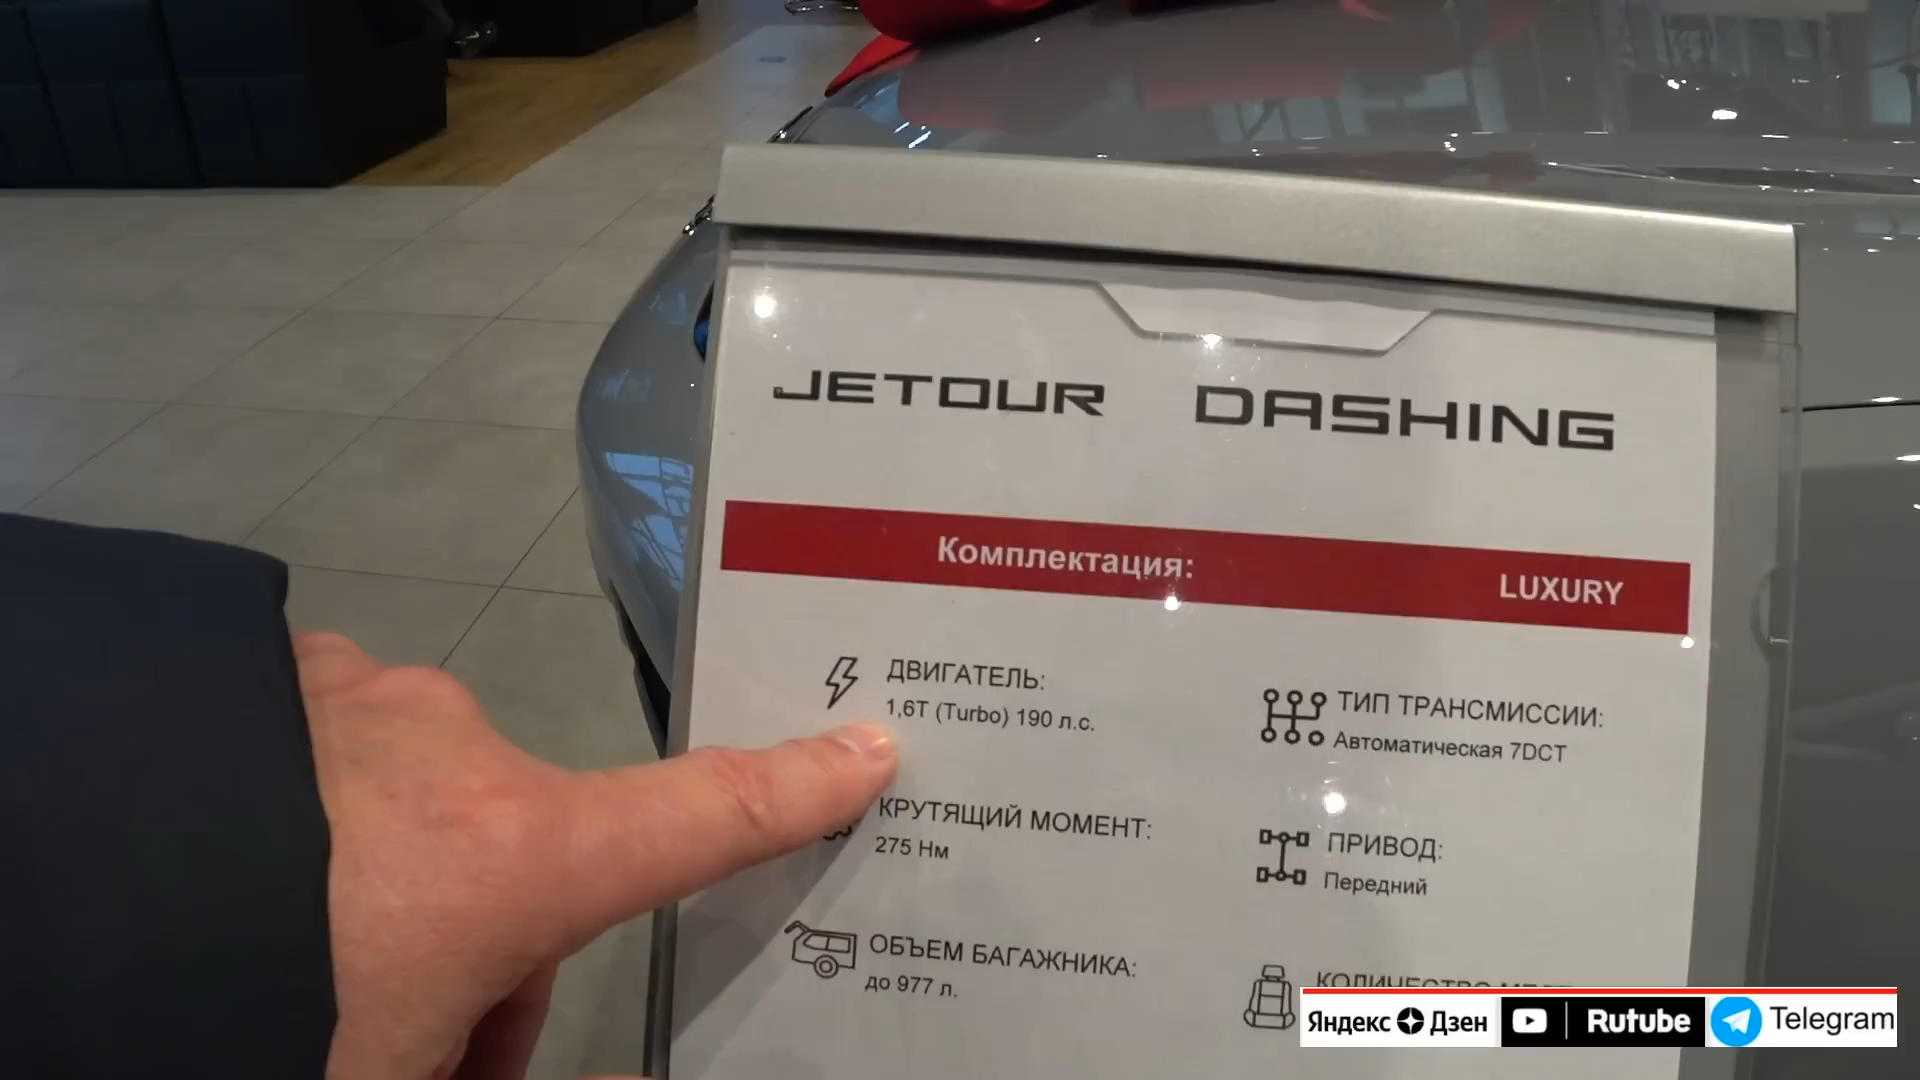 JETOUR DASHING
Комплектация: LUXURY
ДВИГАТЕЛЬ:
1,6T (Turbo) 190 л.с.
ТИП ТРАНСМИССИИ:
Автоматическая 7DCT
КРУТЯЩИЙ МОМЕНТ:
275 Нм
ПРИВОД:
Передний
ОБЪЕМ БАГАЖНИКА:
до 977 л.
КОЛИЧЕСТВО
Яндекс Дзен Rutube Telegram